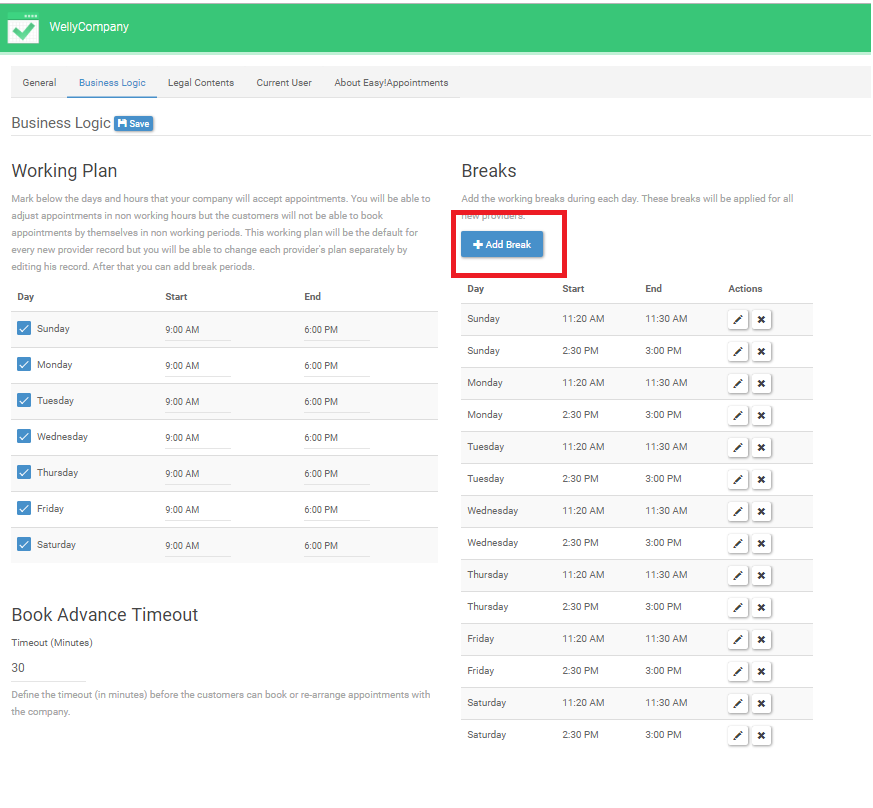 WellyCompany
General Business Logic Legal Contents Current User About Easy!Appointments
Business Logic Save
Working Plan
Mark below the days and hours that your company will accept appointments. You will be able to
adjust appointments in non working hours but the customers will not be able to book
appointments by themselves in non working periods. This working plan will be the default for
every new provider record but you will be able to change each provider's plan separately by
editing his record. After that you can add break periods.
Day Start End
Sunday 9:00 AM 6:00 PM
Monday 9:00 AM 6:00 PM
Tuesday 9:00 AM 6:00 PM
Wednesday 9:00 AM 6:00 PM
Thursday 9:00 AM 6:00 PM
Friday 9:00 AM 6:00 PM
Saturday 9:00 AM 6:00 PM
Book Advance Timeout
Timeout (Minutes)
30
Define the timeout (in minutes) before the customers can book or re-arrange appointments with
the company.
Breaks
Add the working breaks during each day. These breaks will be applied for all
new providers.
Add Break
Day Start End Actions
Sunday 11:20 AM 11:30 AM
Sunday 2:30 PM 3:00 PM
Monday 11:20 AM 11:30 AM
Monday 2:30 PM 3:00 PM
Tuesday 11:20 AM 11:30 AM
Tuesday 2:30 PM 3:00 PM
Wednesday 11:20 AM 11:30 AM
Wednesday 2:30 PM 3:00 PM
Thursday 11:20 AM 11:30 AM
Thursday 2:30 PM 3:00 PM
Friday 11:20 AM 11:30 AM
Friday 2:30 PM 3:00 PM
Saturday 11:20 AM 11:30 AM
Saturday 2:30 PM 3:00 PM